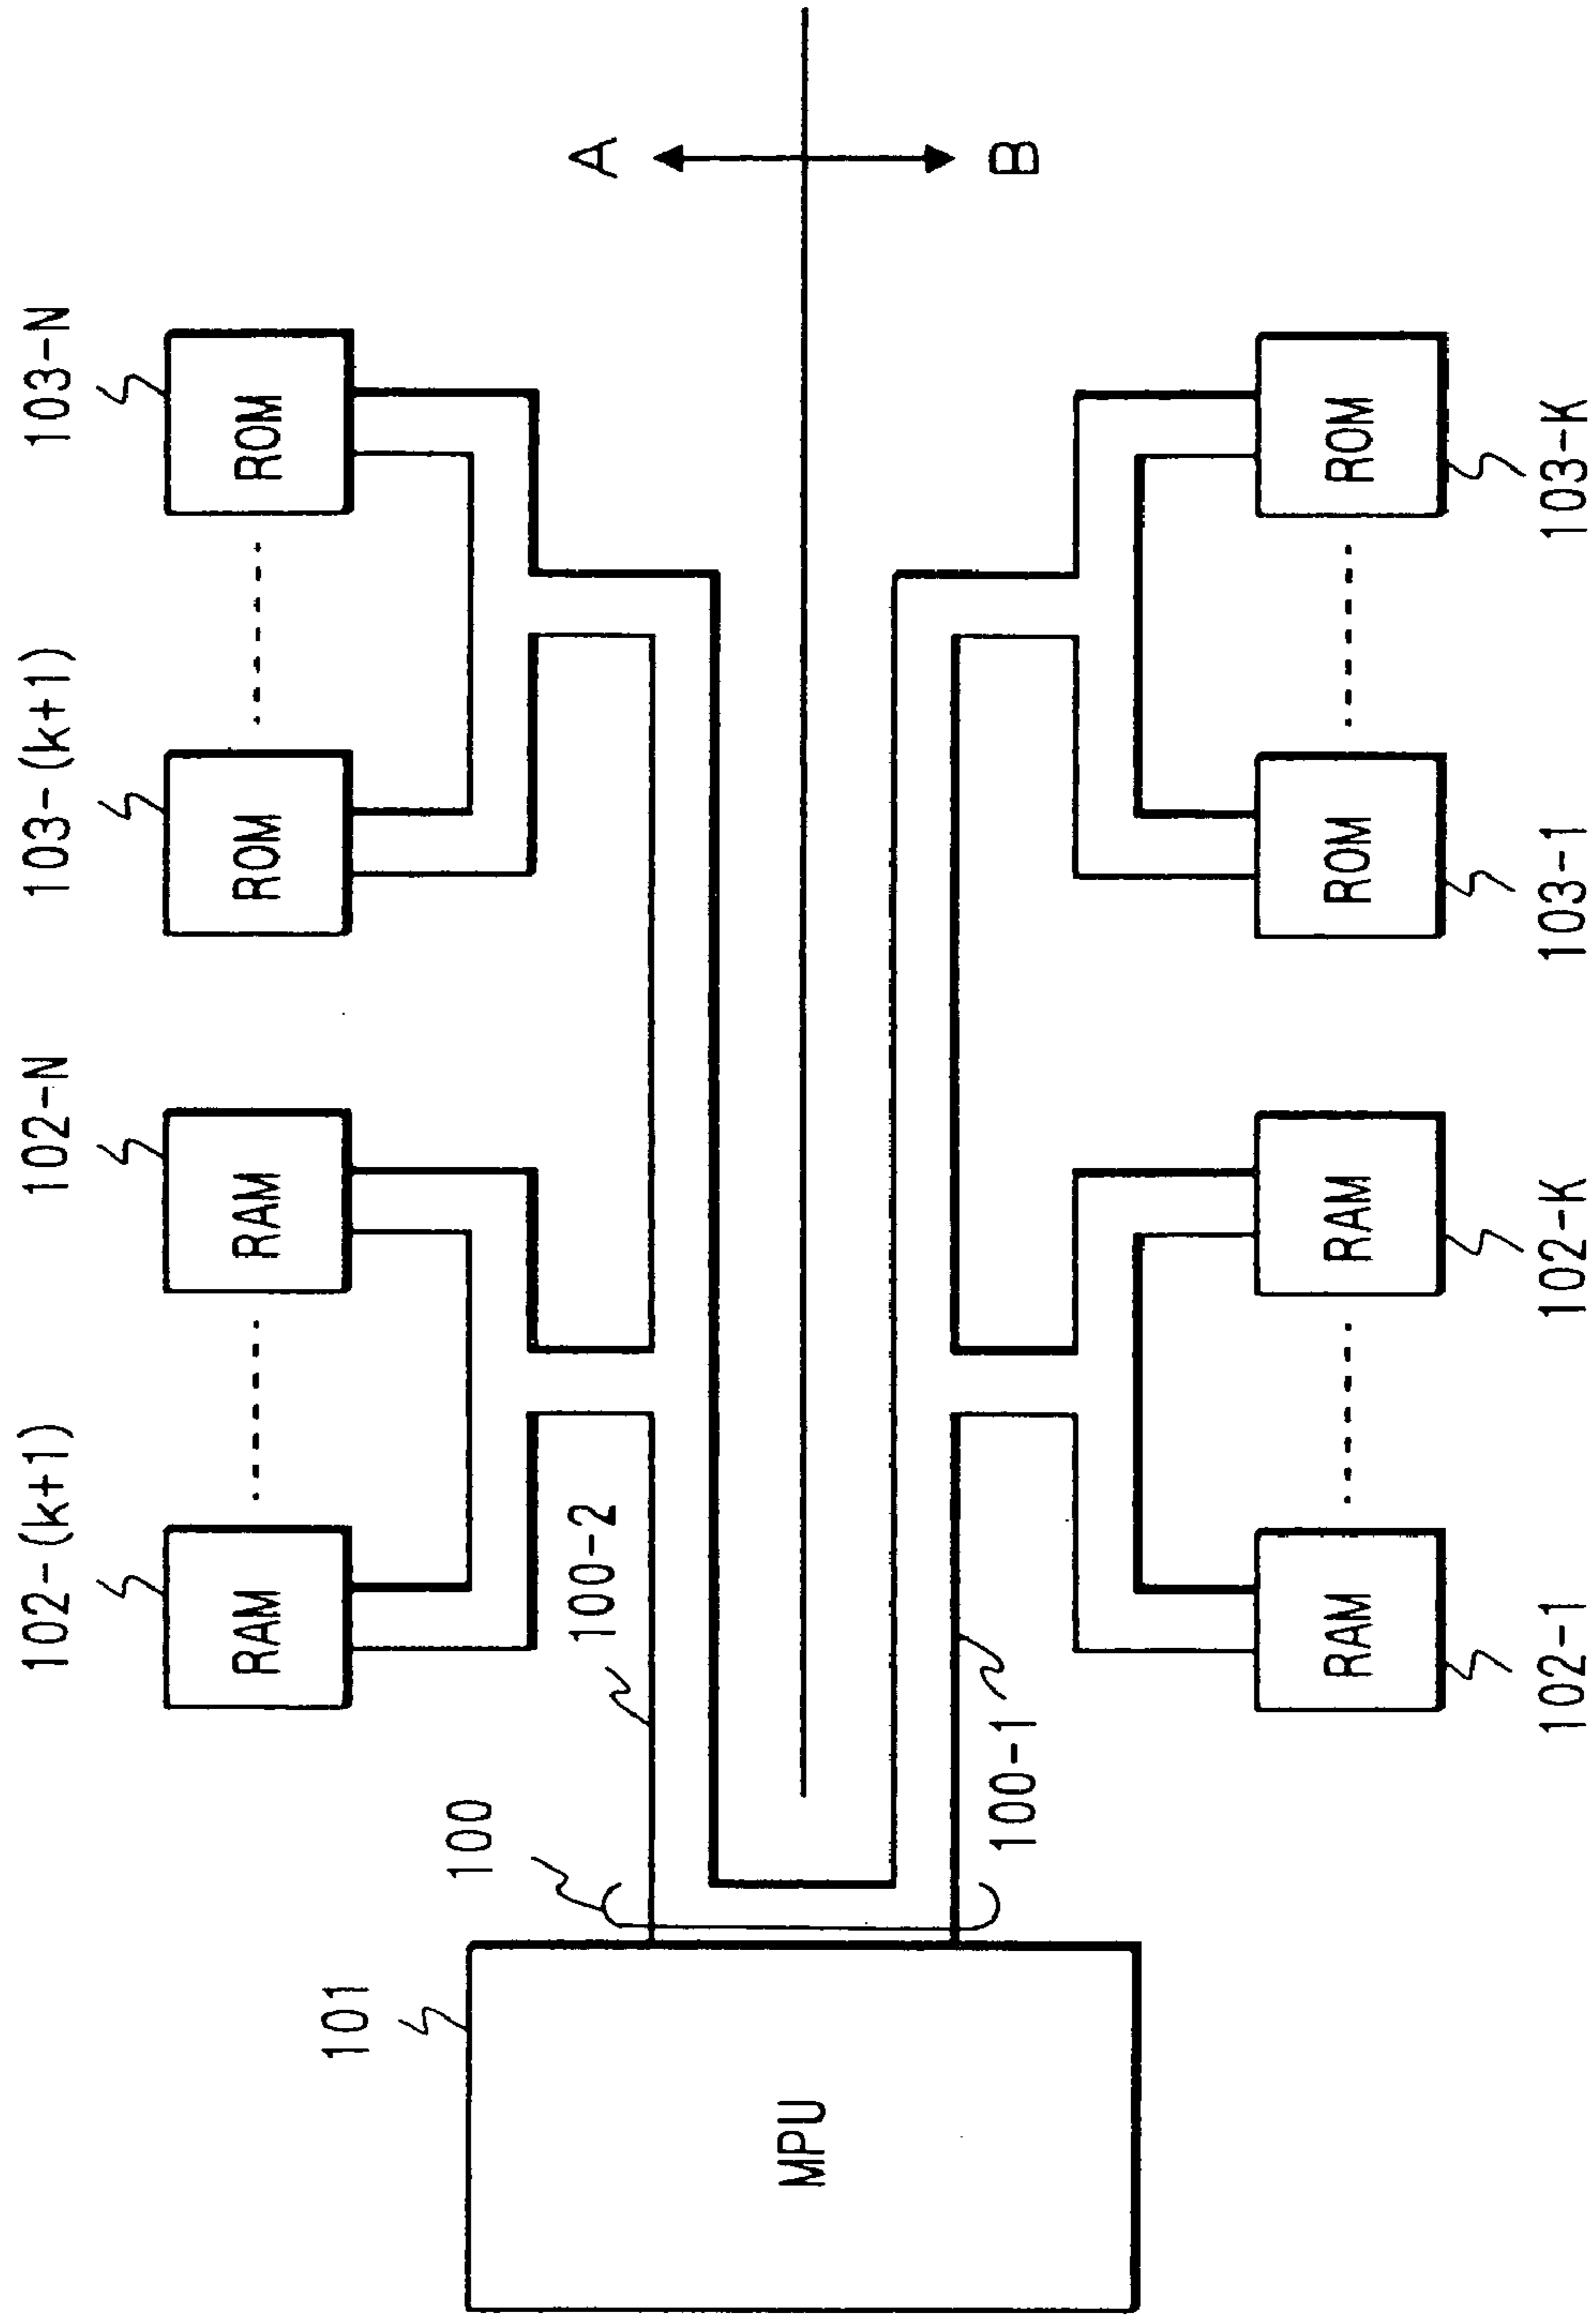 102-(k+1)
102-N
103-(k+1)
103-N
RAM
RAM
ROM
ROM
A
B
101
100
100-2
100-1
MPU
RAM
RAM
ROM
ROM
102-1
102-K
103-1
103-K